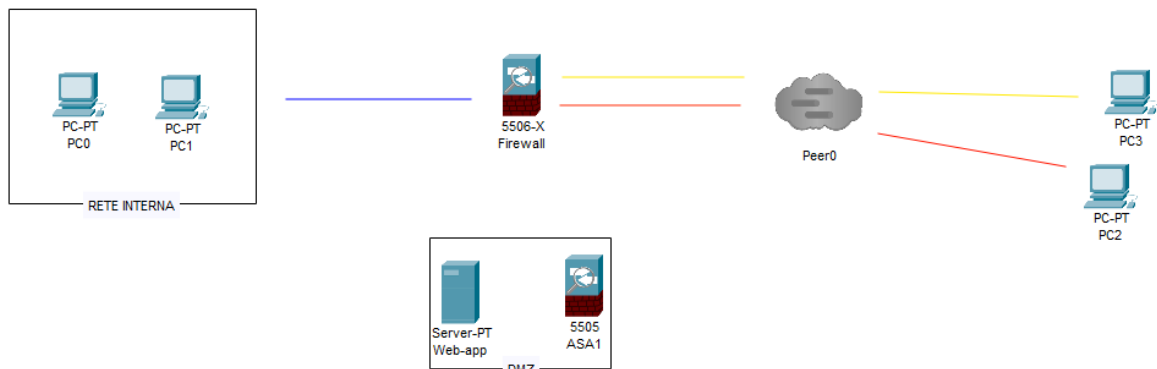 PC-PT
PC0
PC-PT
PC1
RETE INTERNA
5506-X
Firewall
Peer0
PC-PT
PC3
PC-PT
PC2
Server-PT
Web-app
5505
ASA1
DMZ